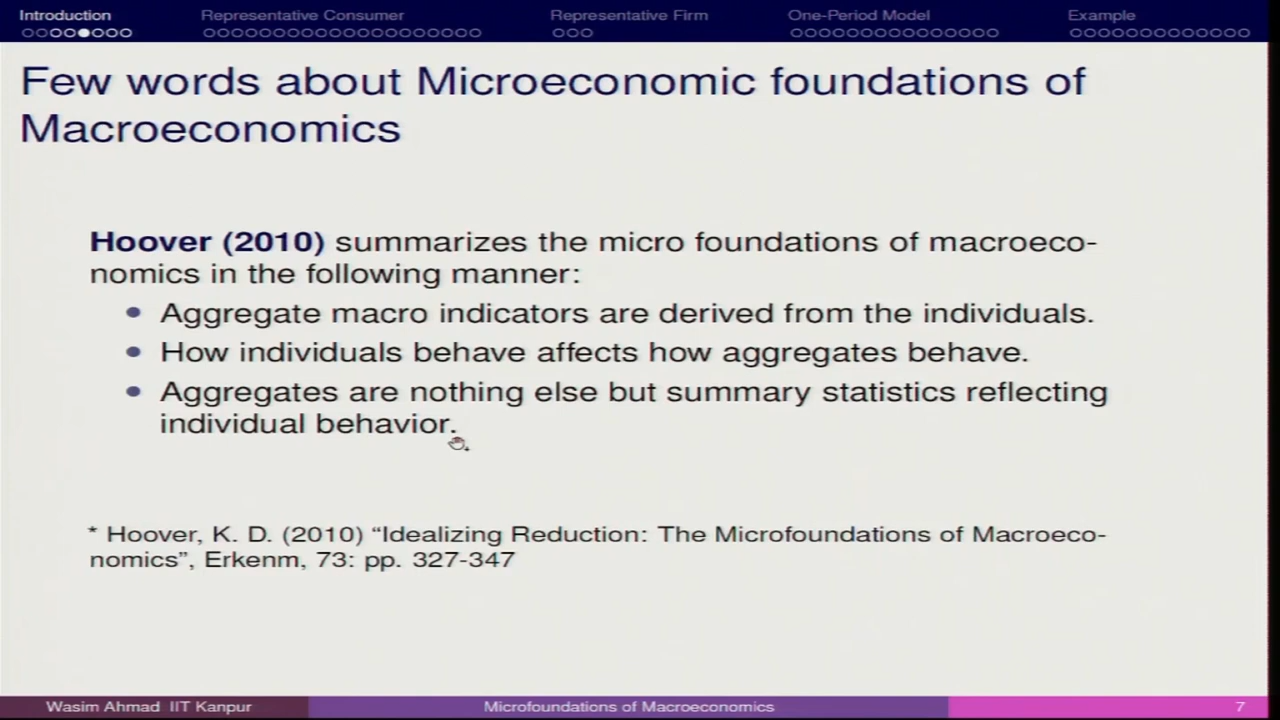 Introduction Representative Consumer Representative Firm One-Period Model Example
Few words about Microeconomic foundations of
Macroeconomics
Hoover (2010) summarizes the micro foundations of macroeco-
nomics in the following manner:
Aggregate macro indicators are derived from the individuals.
How individuals behave affects how aggregates behave.
Aggregates are nothing else but summary statistics reflecting
individual behavior.
* Hoover, K. D. (2010) “Idealizing Reduction: The Microfoundations of Macroeco-
nomics”, Erkenm, 73: pp. 327-347
Wasim Ahmad IIT Kanpur Microfoundations of Macroeconomics 7